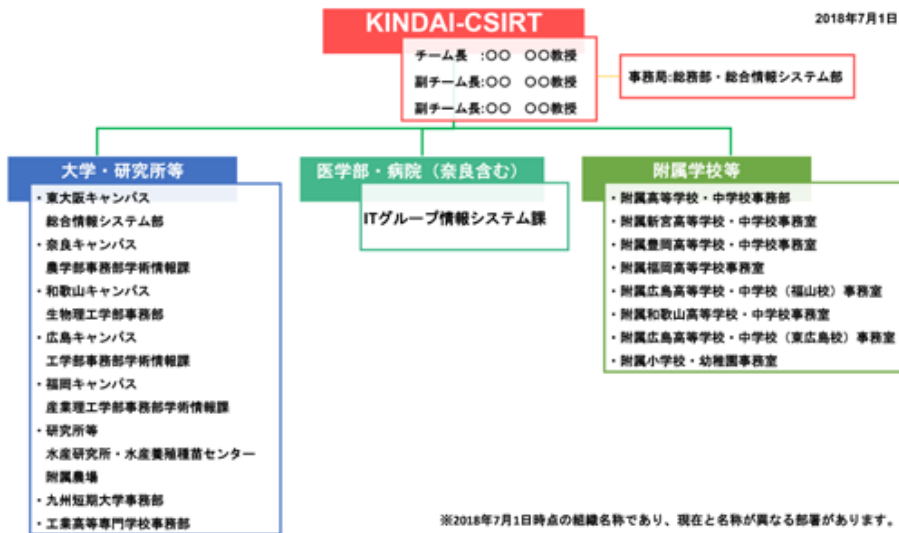 KINDAI-CSIRT
2018年7月1日
チーム長 :〇〇 〇〇教授
副チーム長:〇〇 〇〇教授
副チーム長:〇〇 〇〇教授
事務局:総務部・総合情報システム部
大学・研究所等
・東大阪キャンパス
総合情報システム部
・奈良キャンパス
農学部事務部学術情報課
・和歌山キャンパス
生物理工学部事務部
・広島キャンパス
工学部事務部学術情報課
・福岡キャンパス
産業理工学部事務部学術情報課
・研究所等
水産研究所・水産養殖種苗センター
附属農場
・九州短期大学事務部
・工業高等専門学校事務部
医学部・病院（奈良含む）
ITグループ情報システム課
附属学校等
・附属高等学校・中学校事務部
・附属新宮高等学校・中学校事務室
・附属豊岡高等学校・中学校事務室
・附属福岡高等学校事務室
・附属広島高等学校・中学校（福山校）事務室
・附属和歌山高等学校・中学校事務室
・附属広島高等学校・中学校（東広島校）事務室
・附属小学校・幼稚園事務室
※2018年7月1日時点の組織名称であり、現在と名称が異なる部署があります。